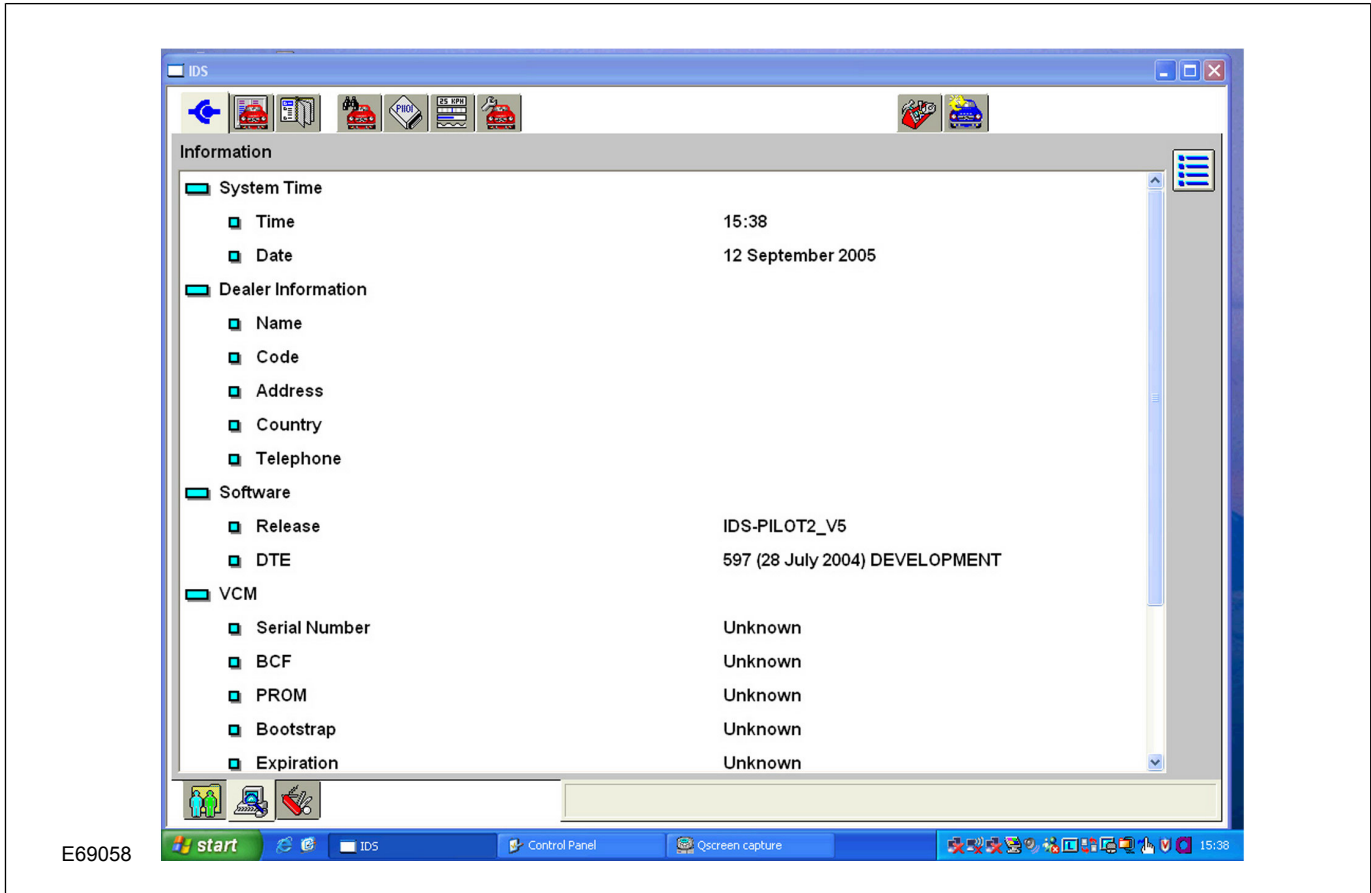 IDS
PIIOT
25 KPH
Information
System Time
Time 15:38
Date 12 September 2005
Dealer Information
Name
Code
Address
Country
Telephone
Software
Release IDS-PILOT2_V5
DTE 597 (28 July 2004) DEVELOPMENT
VCM
Serial Number Unknown
BCF Unknown
PROM Unknown
Bootstrap Unknown
Expiration Unknown
start IDS Control Panel Qscreen capture 15:38
E69058